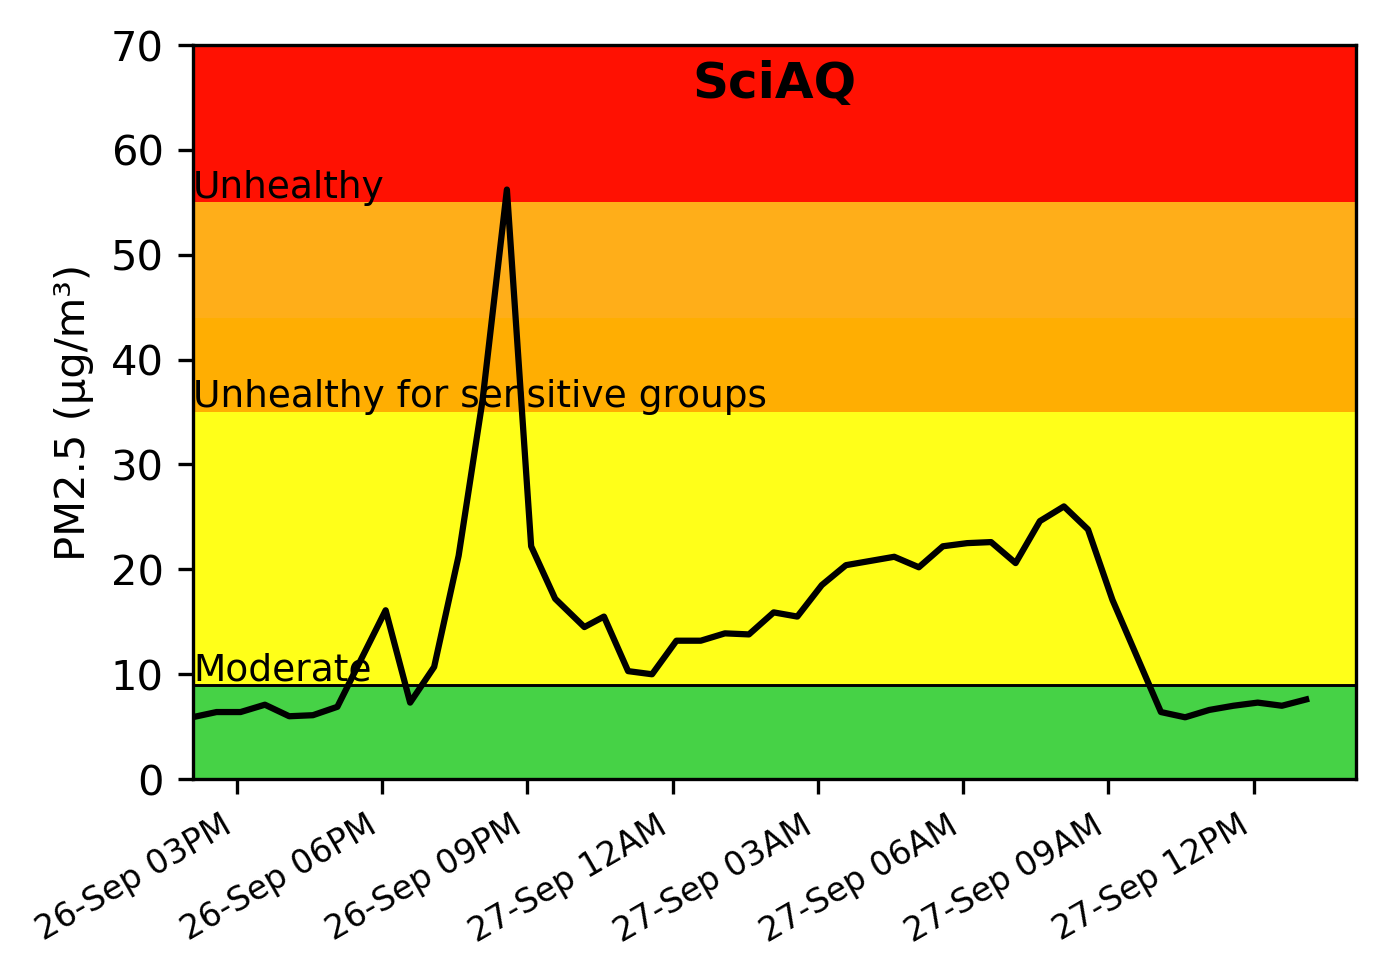 SciAQ
PM2.5 (µg/m³)
70
60
50
40
30
20
10
0
Unhealthy
Unhealthy for sensitive groups
Moderate
26-Sep 03PM
26-Sep 06PM
26-Sep 09PM
27-Sep 12AM
27-Sep 03AM
27-Sep 06AM
27-Sep 09AM
27-Sep 12PM